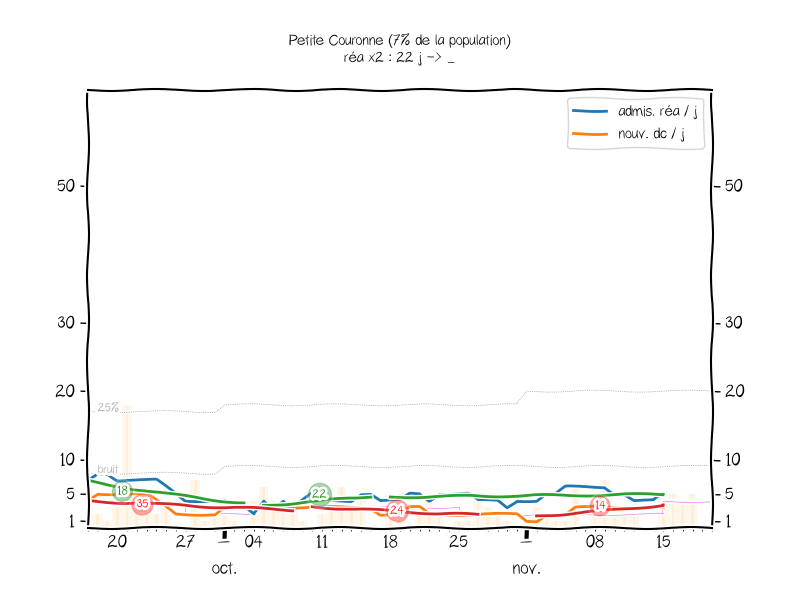 Petite Couronne (7% de la population)
réa x2 : 22 j -> _
admis. réa / j
nouv. dc / j
50 50
30 30
20 20
25%
10 10
bruit
5 5
18 22
35 24 14
1 1
20 27 04 11 18 25 08 15
oct. nov.